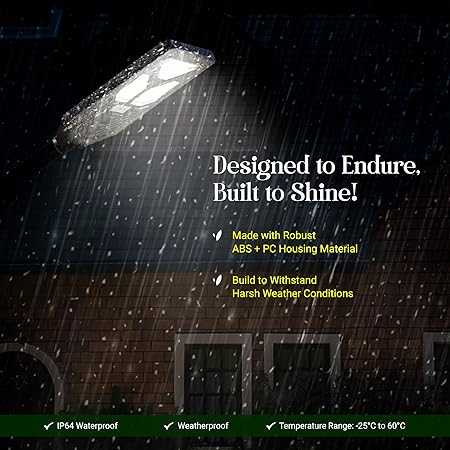 Designed to Endure,
Built to Shine!
Made with Robust
ABS + PC Housing Material
Build to Withstand
Harsh Weather Conditions
IP64 Waterproof
Weatherproof
Temperature Range: -25°C to 60°C